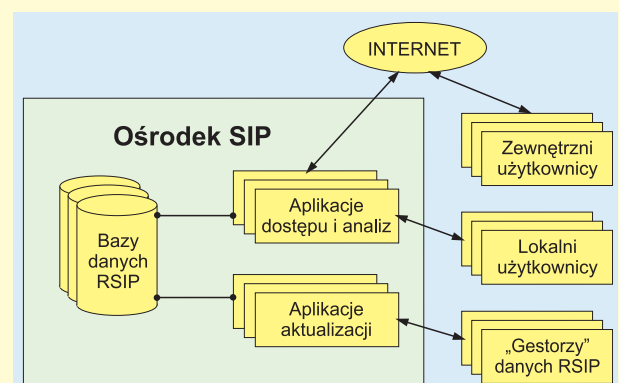 INTERNET
Ośrodek SIP
Zewnętrzni
użytkownicy
Aplikacje
dostępu i analiz
Bazy
danych
RSIP
Lokalni
użytkownicy
Aplikacje
aktualizacji
„Gestorzy”
danych RSIP